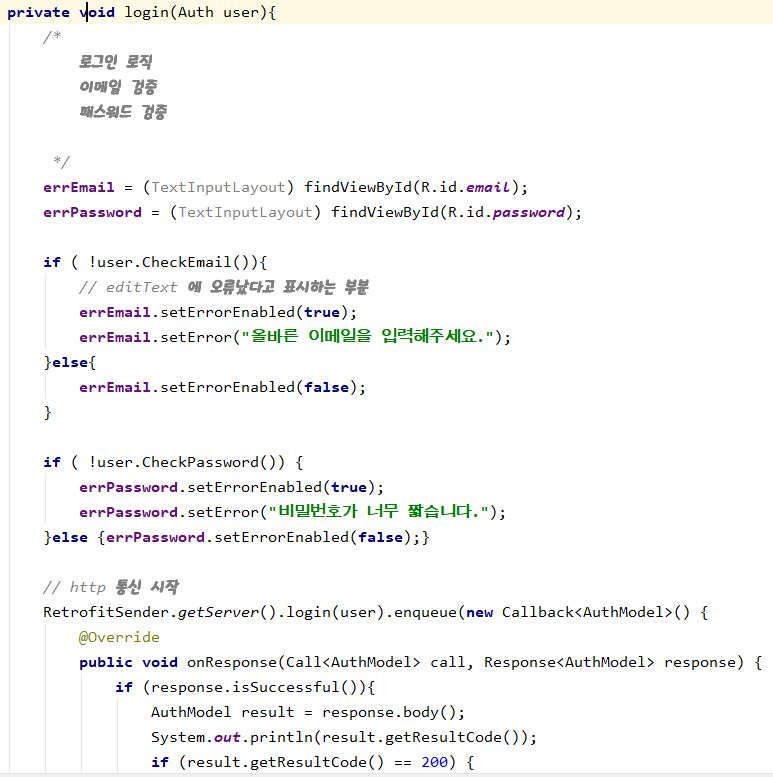 private void login(Auth user){
/*
로그인 로직
이메일 검증
패스워드 검증
*/
errEmail = (TextInputLayout) findViewById(R.id.email);
errPassword = (TextInputLayout) findViewById(R.id.password);
if ( !user.CheckEmail()){
// editText 에 오류났다고 표시하는 부분
errEmail.setErrorEnabled(true);
errEmail.setError("올바른 이메일을 입력해주세요.");
}else{
errEmail.setErrorEnabled(false);
}
if ( !user.CheckPassword()) {
errPassword.setErrorEnabled(true);
errPassword.setError("비밀번호가 너무 짧습니다.");
}else {errPassword.setErrorEnabled(false);}
// http 통신 시작
RetrofitSender.getServer().login(user).enqueue(new Callback<AuthModel>() {
@Override
public void onResponse(Call<AuthModel> call, Response<AuthModel> response) {
if (response.isSuccessful()){
AuthModel result = response.body();
System.out.println(result.getResultCode());
if (result.getResultCode() == 200) {